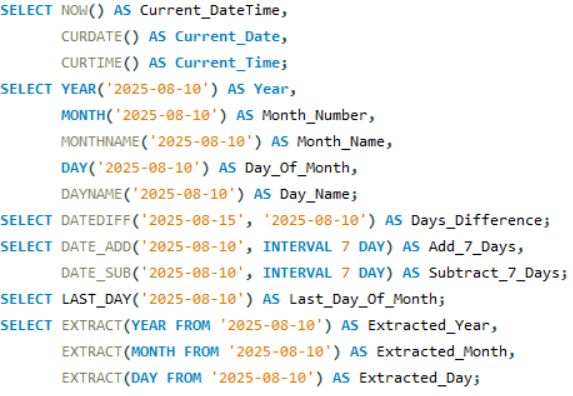 SELECT NOW() AS Current_DateTime,
CURDATE() AS Current_Date,
CURTIME() AS Current_Time;
SELECT YEAR('2025-08-10') AS Year,
MONTH('2025-08-10') AS Month_Number,
MONTHNAME('2025-08-10') AS Month_Name,
DAY('2025-08-10') AS Day_Of_Month,
DAYNAME('2025-08-10') AS Day_Name;
SELECT DATEDIFF('2025-08-15', '2025-08-10') AS Days_Difference;
SELECT DATE_ADD('2025-08-10', INTERVAL 7 DAY) AS Add_7_Days,
DATE_SUB('2025-08-10', INTERVAL 7 DAY) AS Subtract_7_Days;
SELECT LAST_DAY('2025-08-10') AS Last_Day_Of_Month;
SELECT EXTRACT(YEAR FROM '2025-08-10') AS Extracted_Year,
EXTRACT(MONTH FROM '2025-08-10') AS Extracted_Month,
EXTRACT(DAY FROM '2025-08-10') AS Extracted_Day;